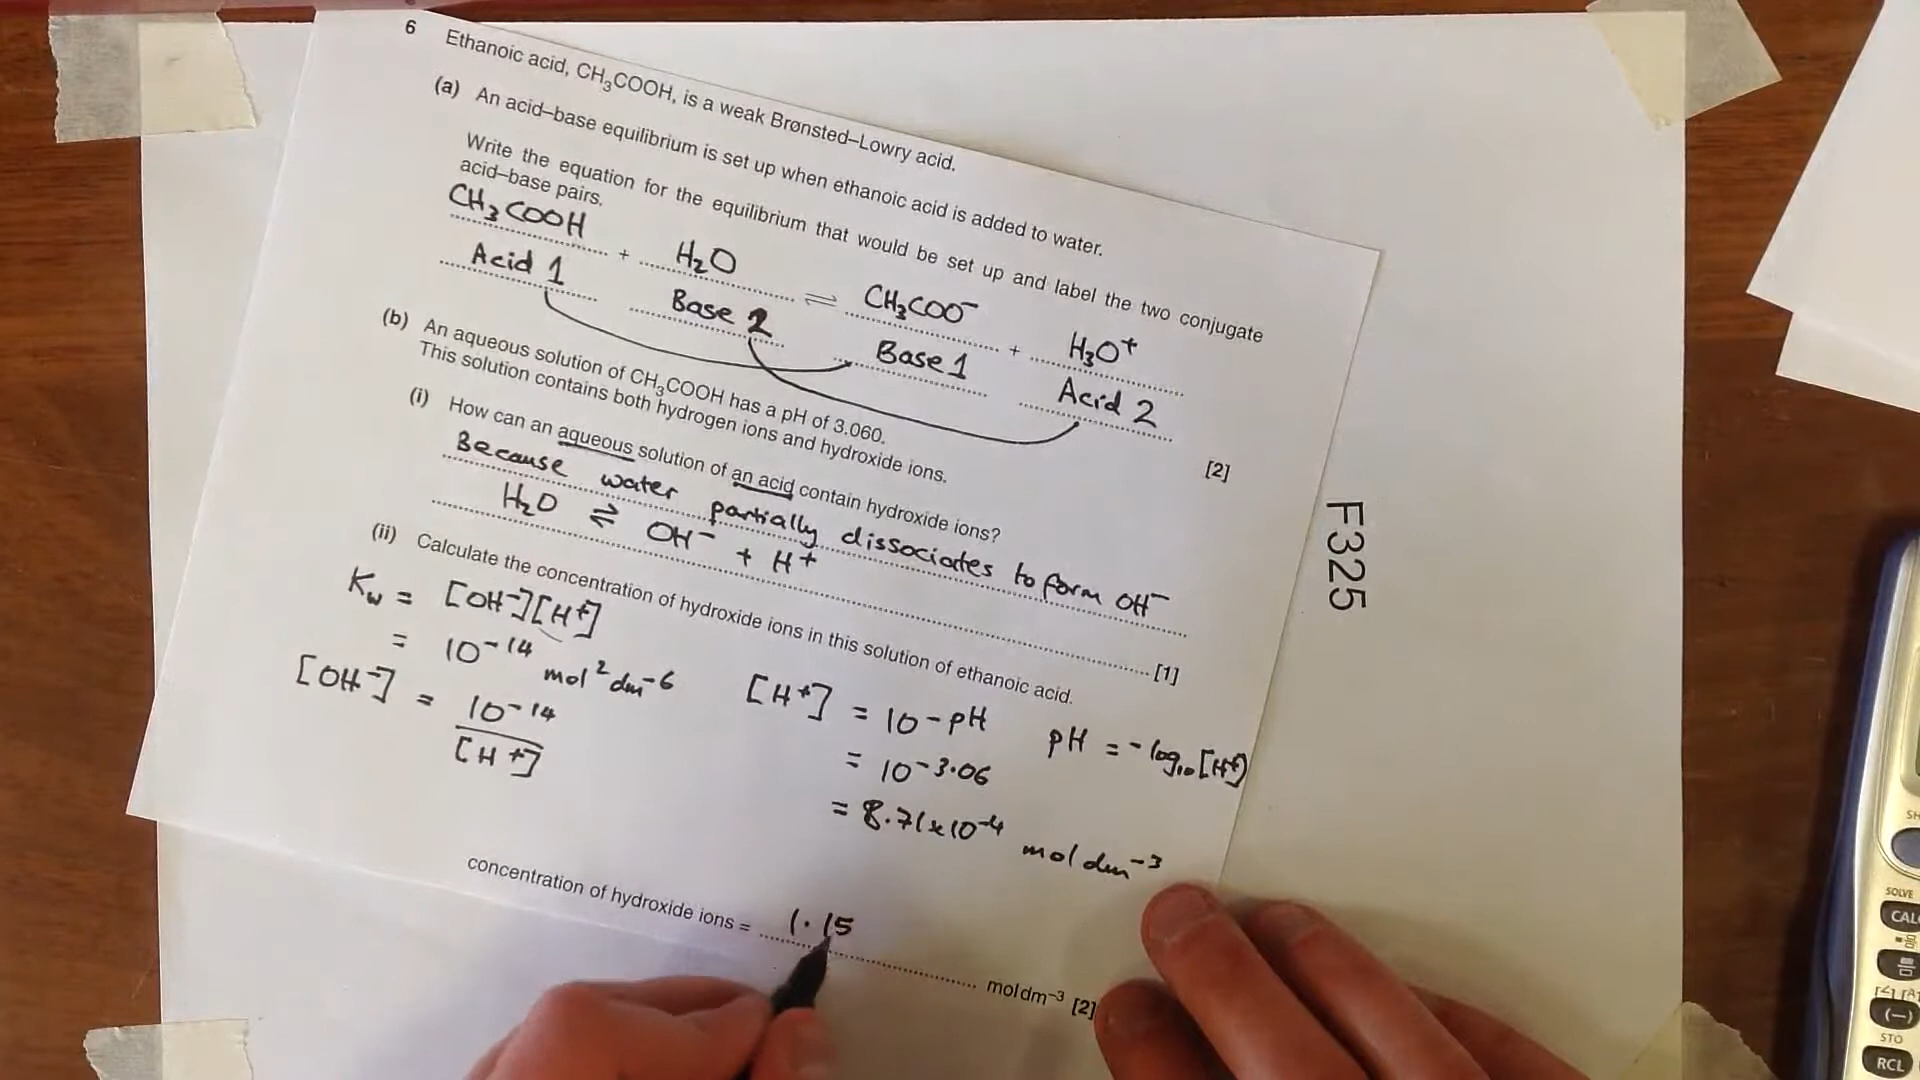 6 Ethanoic acid, CH₃COOH, is a weak Brønsted–Lowry acid.
(a) An acid–base equilibrium is set up when ethanoic acid is added to water.
Write the equation for the equilibrium that would be set up and label the two conjugate
acid–base pairs.
CH₃COOH + H₂O ⇌ CH₃COO⁻ + H₃O⁺
Acid 1 Base 2 Base 1 Acid 2
[2]
(b) An aqueous solution of CH₃COOH has a pH of 3.060.
This solution contains both hydrogen ions and hydroxide ions.
(i) How can an aqueous solution of an acid contain hydroxide ions?
Because water partially dissociates to form OH⁻
H₂O ⇌ OH⁻ + H⁺
[1]
(ii) Calculate the concentration of hydroxide ions in this solution of ethanoic acid.
Kw = [OH⁻][H⁺]
= 10⁻¹⁴ mol²dm⁻⁶
[OH⁻] = 10⁻¹⁴
[H⁺]
[H⁺] = 10⁻pH
= 10⁻³·⁰⁶
= 8.71×10⁻⁴ mol dm⁻³
pH = -log₁₀[H⁺]
concentration of hydroxide ions = 1.15 mol dm⁻³ [2]
F325
SOLVE
STO
RCL